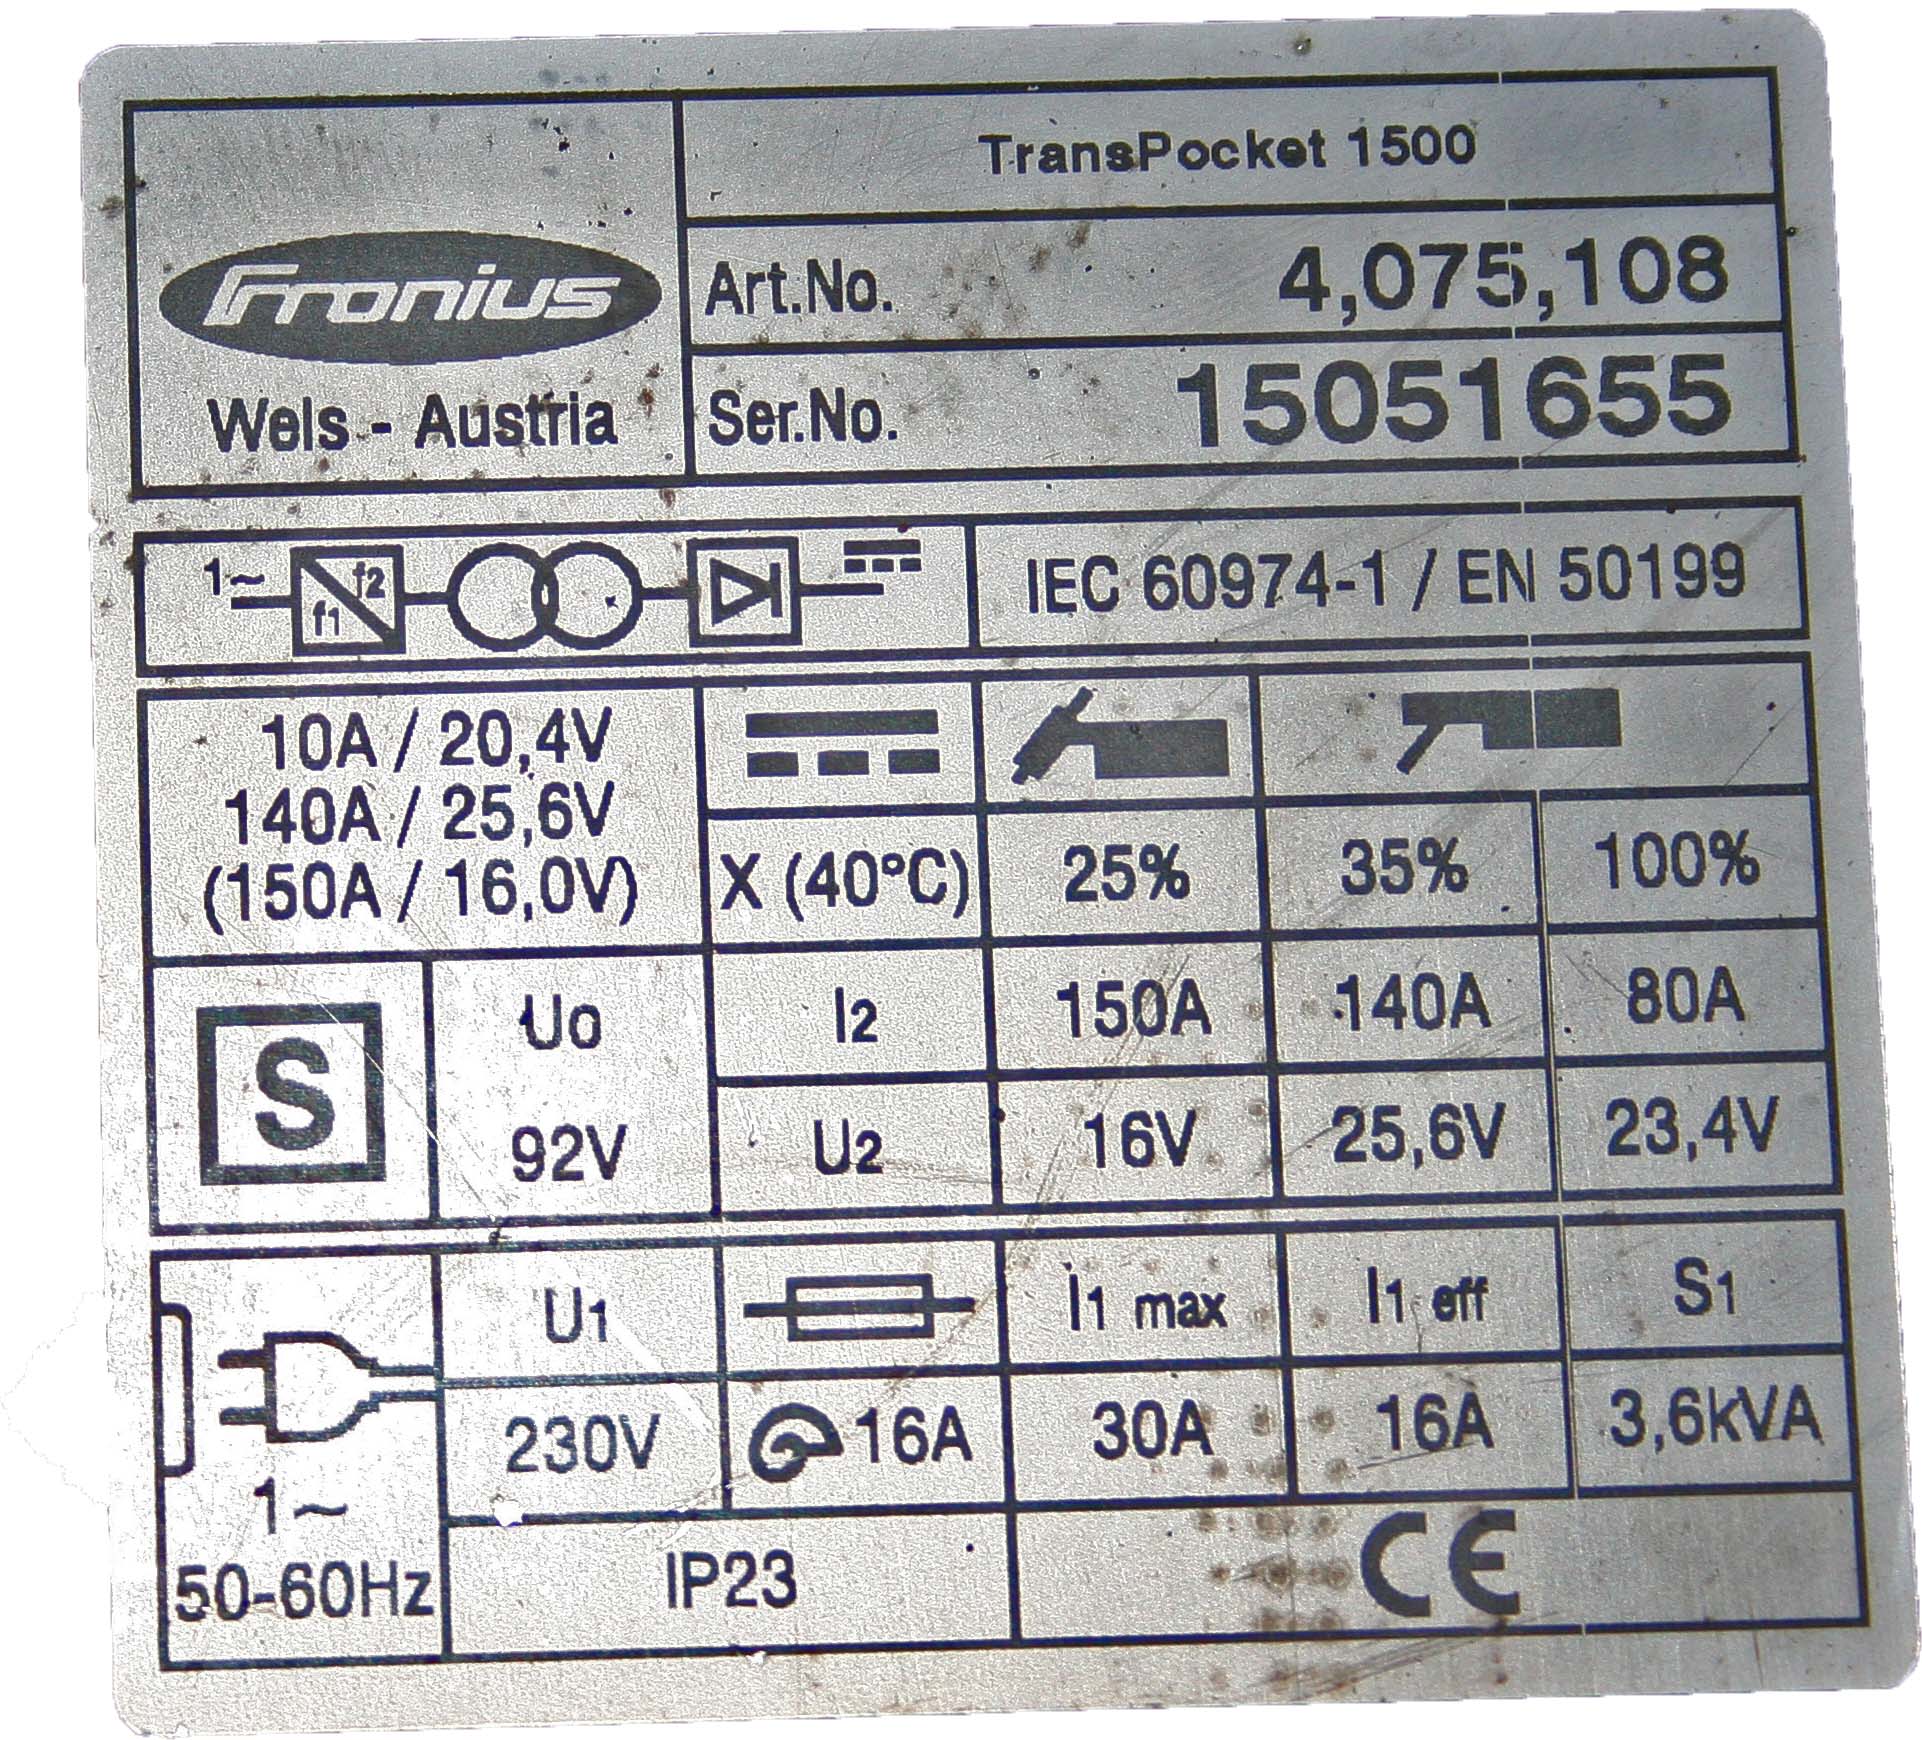 TransPocket 1500
Fronius
Wels - Austria
Art.No. 4,075,108
Ser.No. 15051655
1~ f1 f2
IEC 60974-1 / EN 50199
10A / 20,4V
140A / 25,6V
(150A / 16,0V)
X (40°C) 25% 35% 100%
S
Uo
92V
I2 150A 140A 80A
U2 16V 25,6V 23,4V
U1 I1 max I1 eff S1
230V 16A 30A 16A 3,6kVA
1~
50-60Hz
IP23
CE